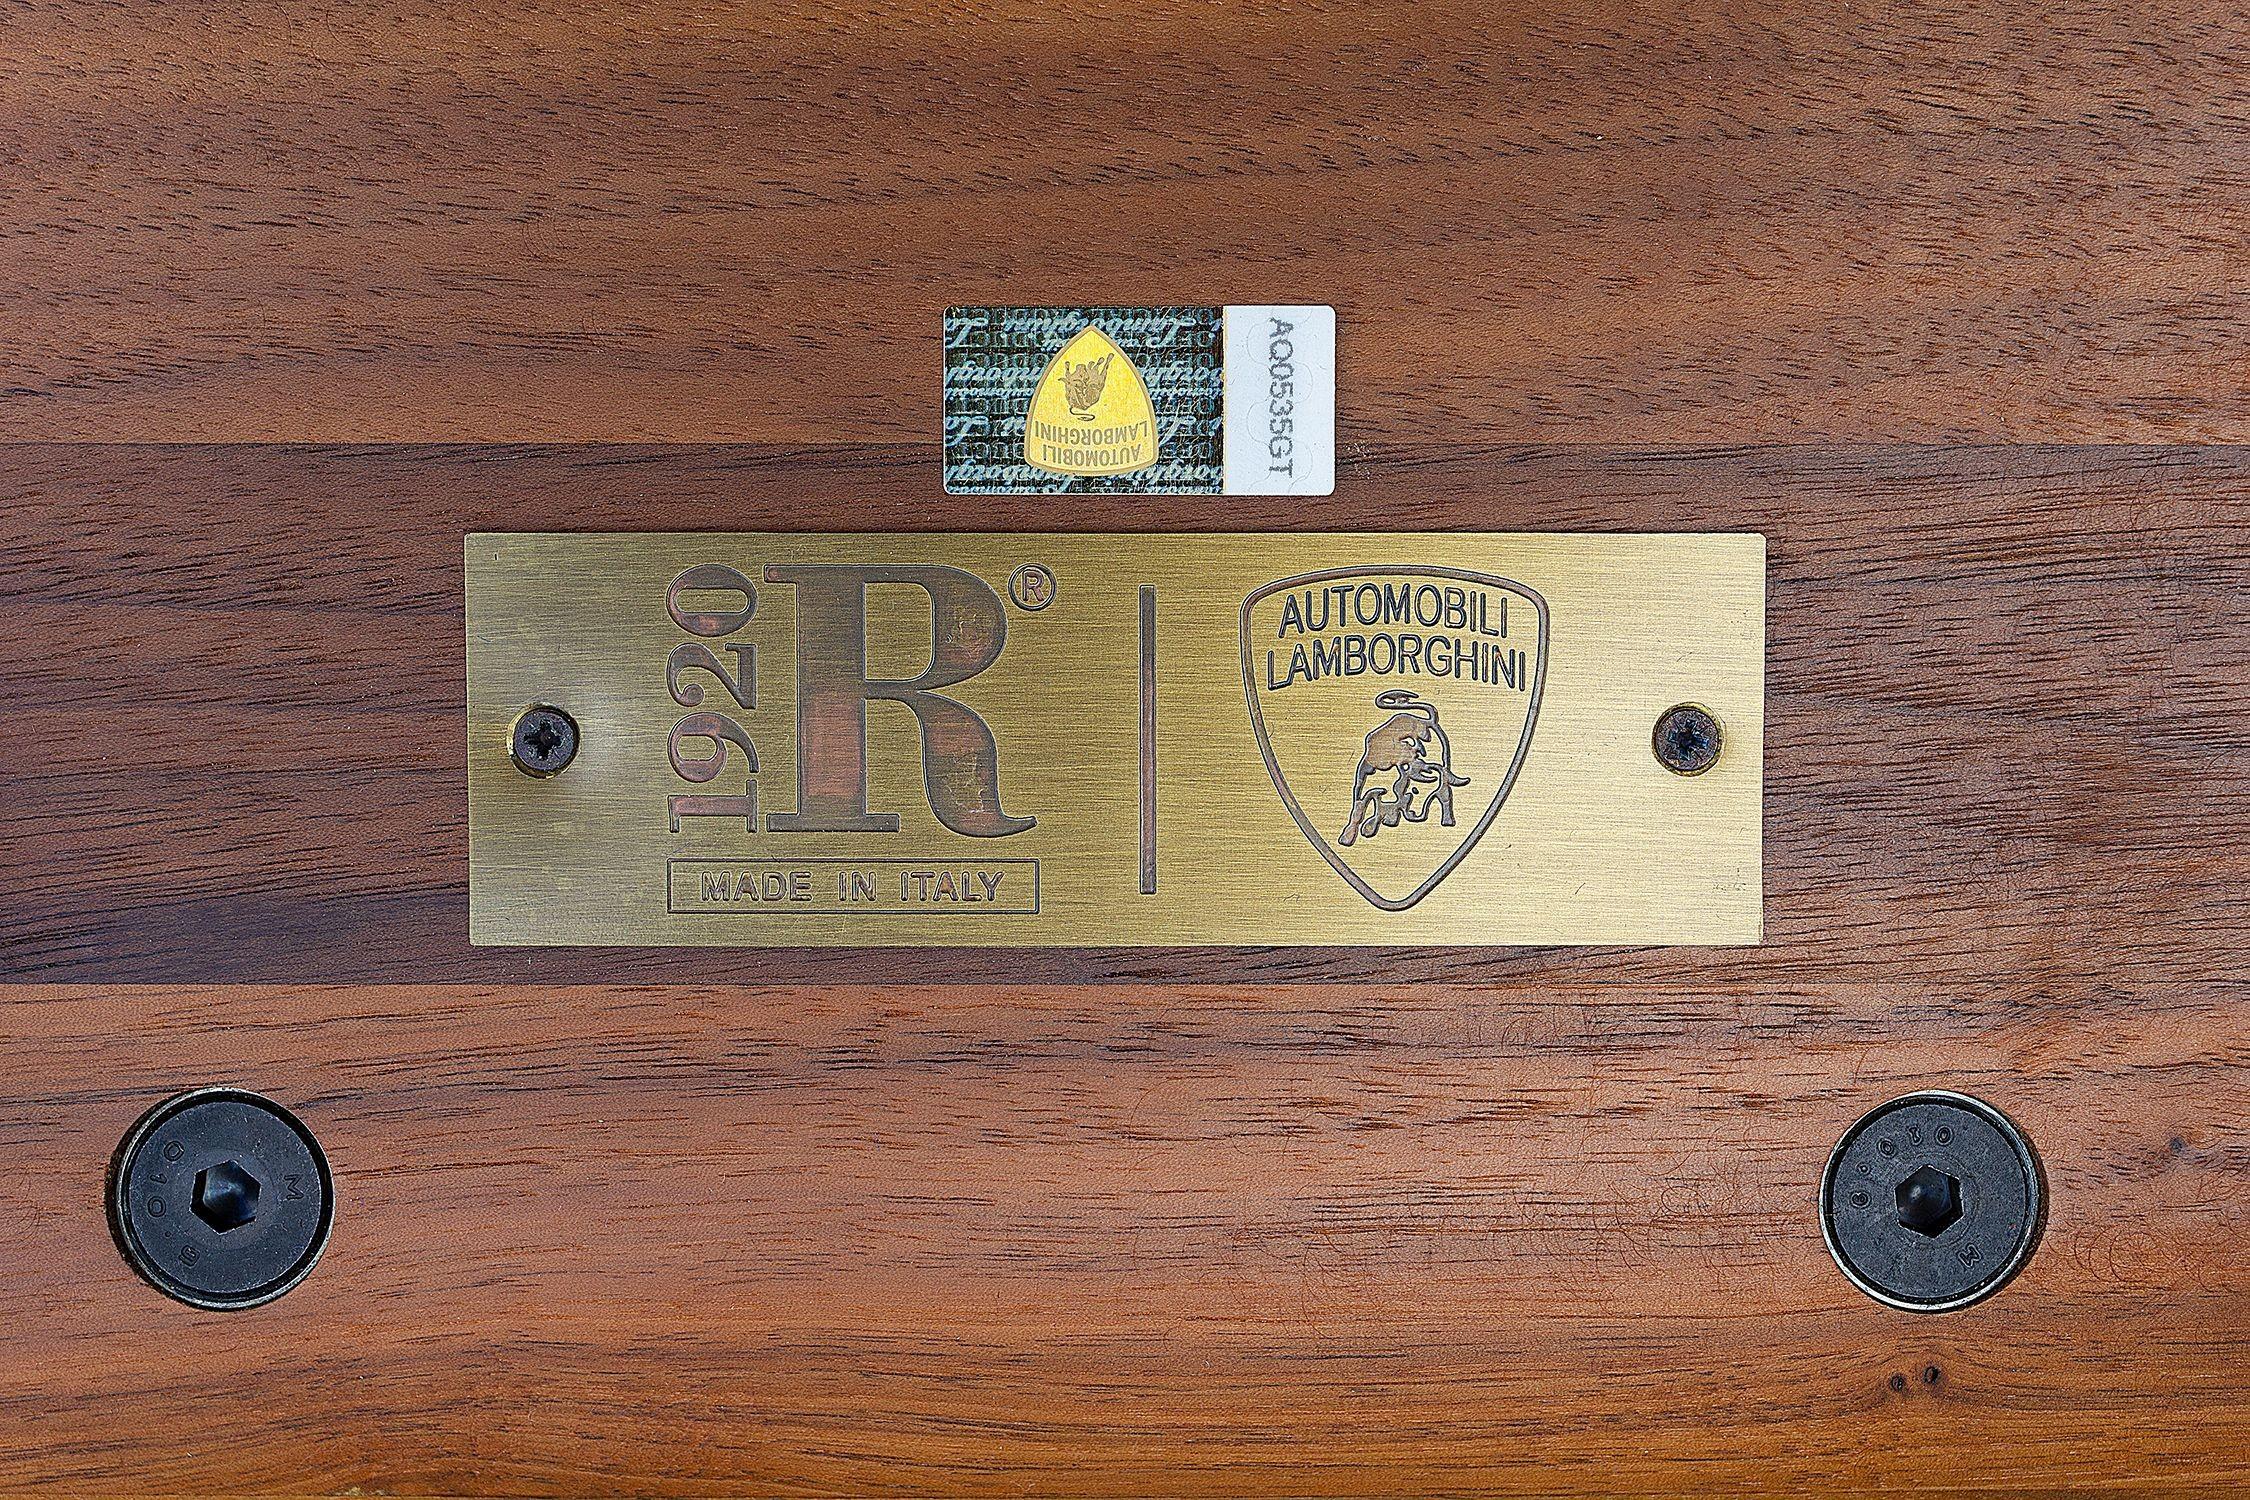 AUTOMOBILI
LAMBORGHINI
AQ0535GT
1920
R®
MADE IN ITALY
AUTOMOBILI
LAMBORGHINI